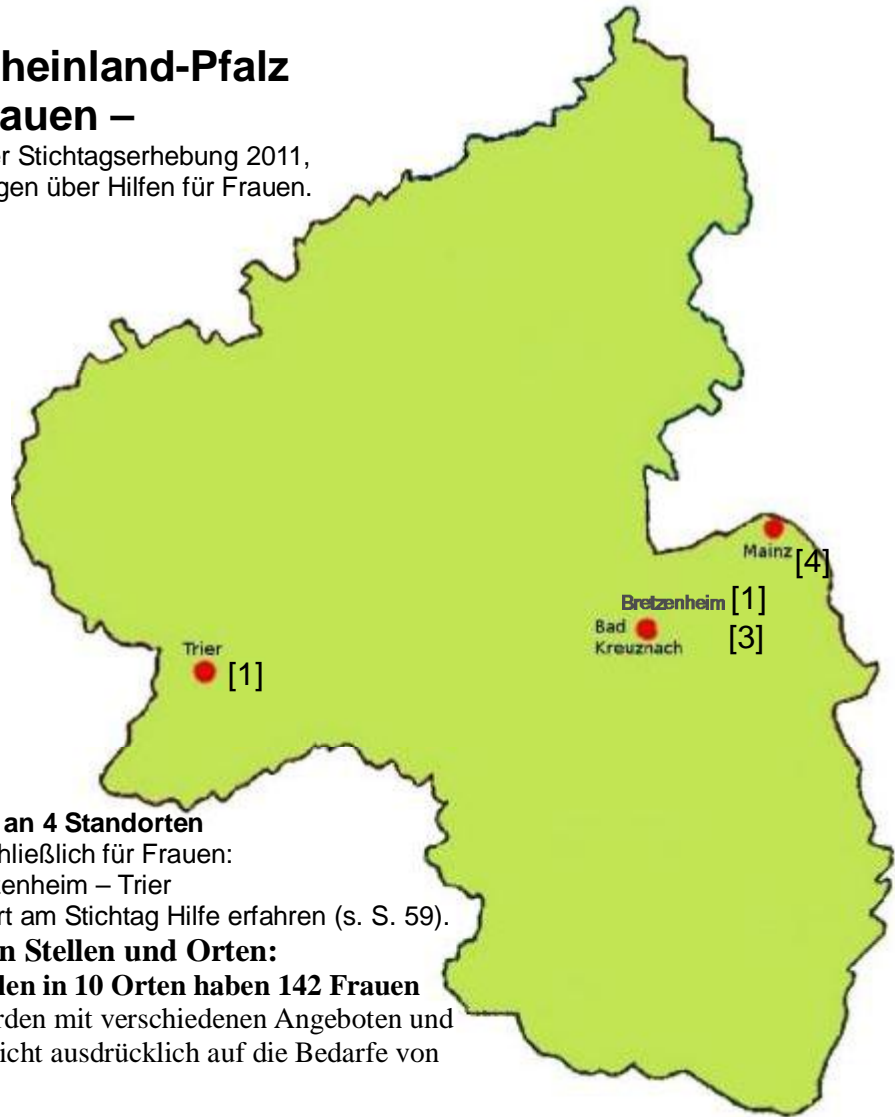 heinland-Pfalz
auen –
er Stichtagserhebung 2011,
gen über Hilfen für Frauen.
Mainz [4]
Bretzenheim [1]
Bad Kreuznach [3]
Trier [1]
an 4 Standorten
hließlich für Frauen:
zenheim – Trier
rt am Stichtag Hilfe erfahren (s. S. 59).
n Stellen und Orten:
len in 10 Orten haben 142 Frauen
rden mit verschiedenen Angeboten und
icht ausdrücklich auf die Bedarfe von